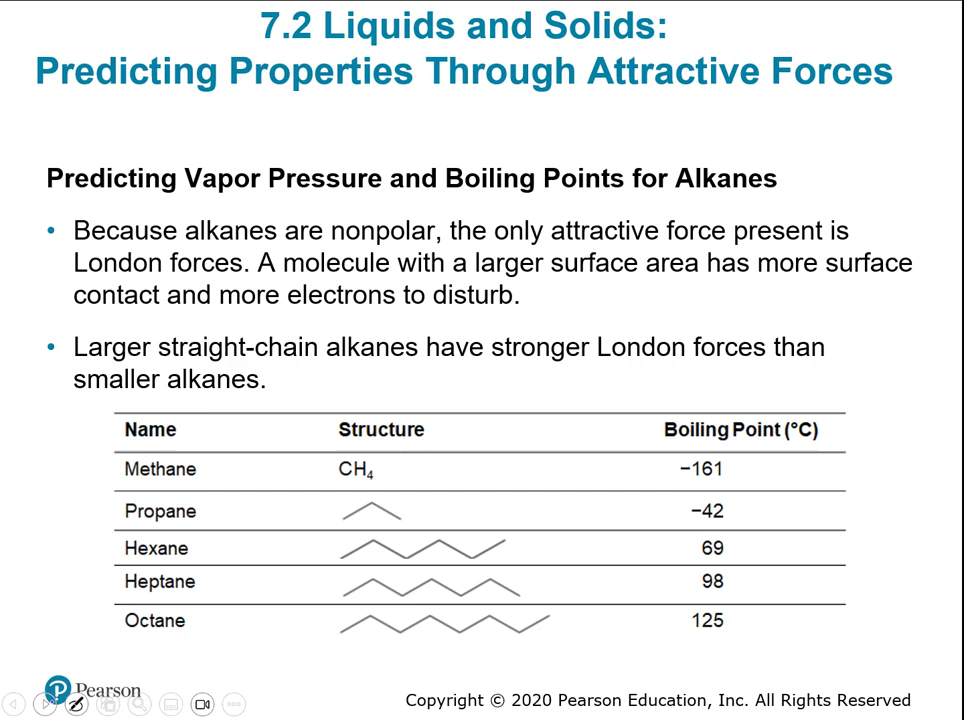 7.2 Liquids and Solids:
Predicting Properties Through Attractive Forces
Predicting Vapor Pressure and Boiling Points for Alkanes
• Because alkanes are nonpolar, the only attractive force present is
London forces. A molecule with a larger surface area has more surface
contact and more electrons to disturb.
• Larger straight-chain alkanes have stronger London forces than
smaller alkanes.
Name Structure Boiling Point (°C)
Methane CH₄ −161
Propane −42
Hexane 69
Heptane 98
Octane 125
P Pearson
Copyright © 2020 Pearson Education, Inc. All Rights Reserved